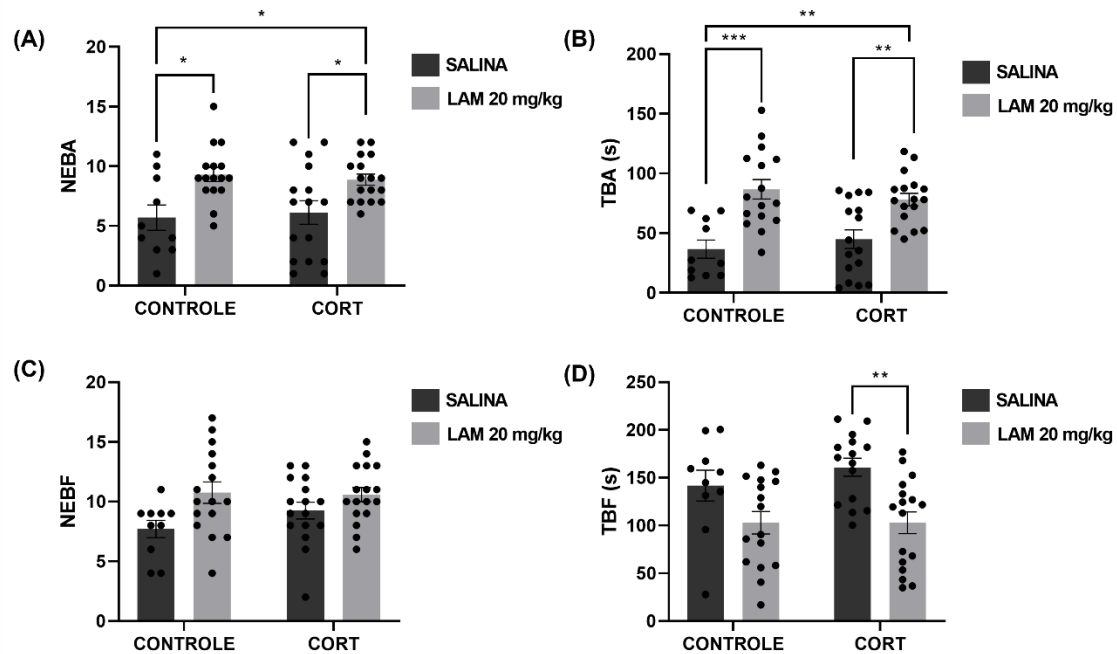 (A)
NEBA
20
15
10
5
0
*
*
*
CONTROLE CORT
SALINA
LAM 20 mg/kg
(B)
TBA (s)
200
150
100
50
0
**
***
**
CONTROLE CORT
SALINA
LAM 20 mg/kg
(C)
NEBF
20
15
10
5
0
CONTROLE CORT
SALINA
LAM 20 mg/kg
(D)
TBF (s)
250
200
150
100
50
0
**
CONTROLE CORT
SALINA
LAM 20 mg/kg